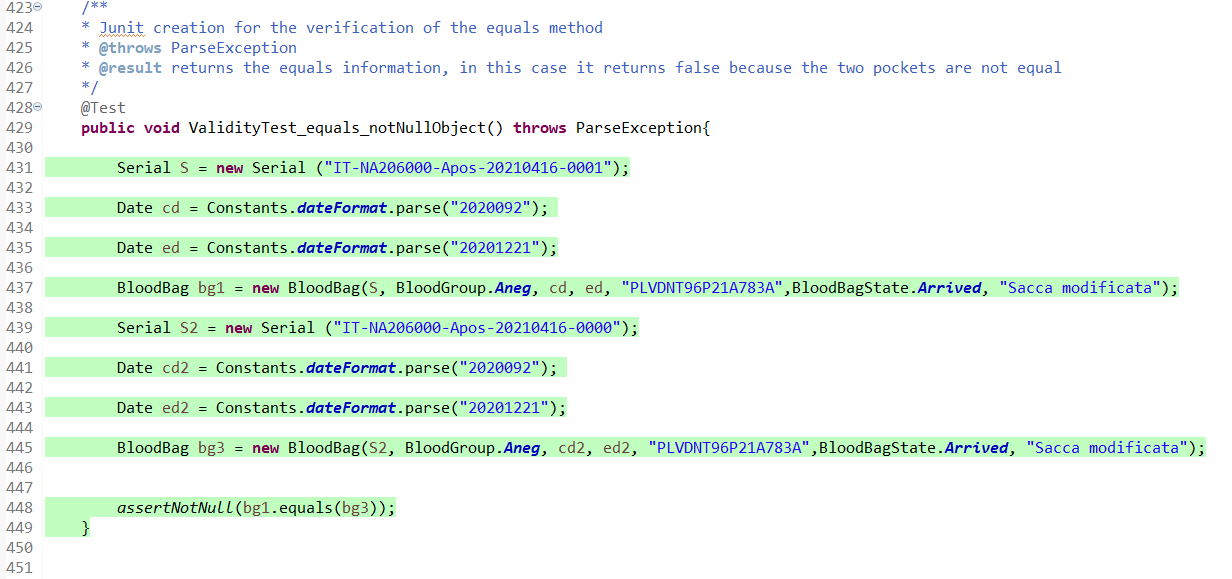 423 /**
424 * Junit creation for the verification of the equals method
425 * @throws ParseException
426 * @result returns the equals information, in this case it returns false because the two pockets are not equal
427 */
428 @Test
429 public void ValidityTest_equals_notNullObject() throws ParseException{
430
431 Serial S = new Serial ("IT-NA206000-Apos-20210416-0001");
432
433 Date cd = Constants.dateFormat.parse("2020092");
434
435 Date ed = Constants.dateFormat.parse("20201221");
436
437 BloodBag bg1 = new BloodBag(S, BloodGroup.Aneg, cd, ed, "PLVDNT96P21A783A",BloodBagState.Arrived, "Sacca modificata");
438
439 Serial S2 = new Serial ("IT-NA206000-Apos-20210416-0000");
440
441 Date cd2 = Constants.dateFormat.parse("2020092");
442
443 Date ed2 = Constants.dateFormat.parse("20201221");
444
445 BloodBag bg3 = new BloodBag(S2, BloodGroup.Aneg, cd2, ed2, "PLVDNT96P21A783A",BloodBagState.Arrived, "Sacca modificata");
446
447
448 assertNotNull(bg1.equals(bg3));
449 }
450
451